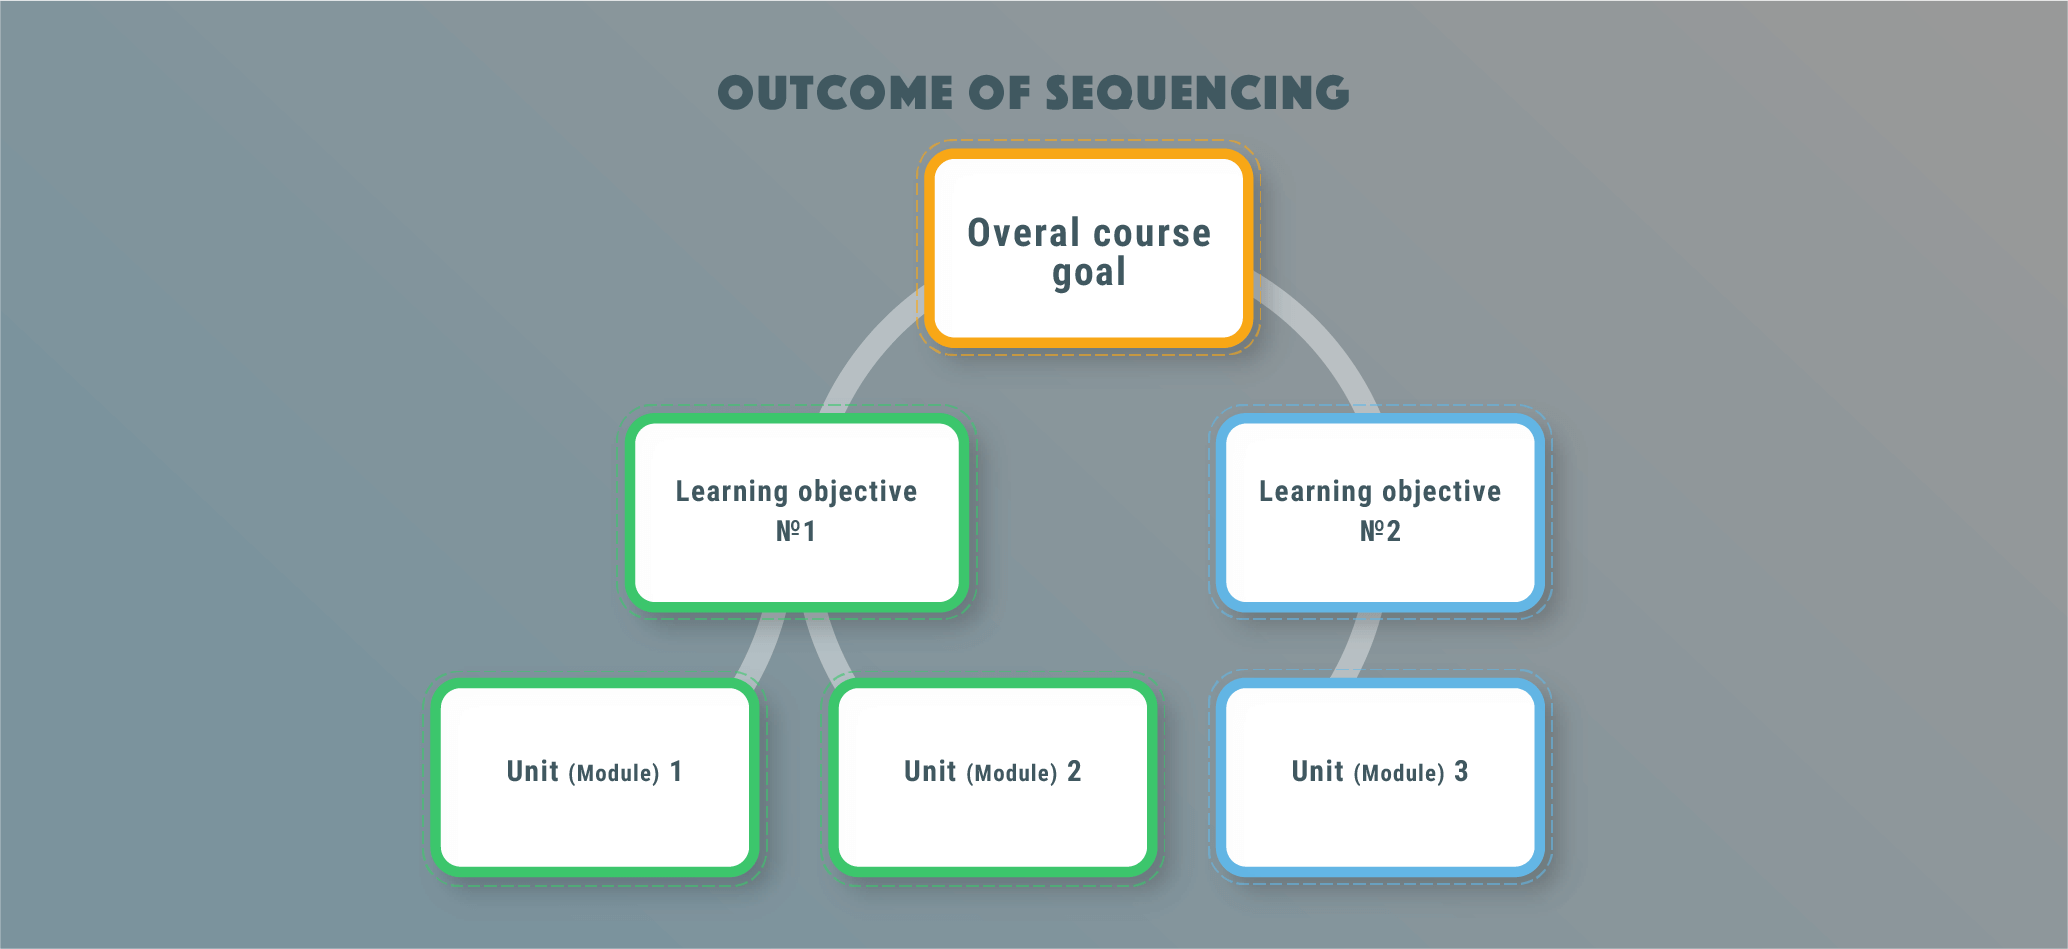 OUTCOME OF SEQUENCING
Overal course
goal
Learning objective
№1
Learning objective
№2
Unit (Module) 1
Unit (Module) 2
Unit (Module) 3